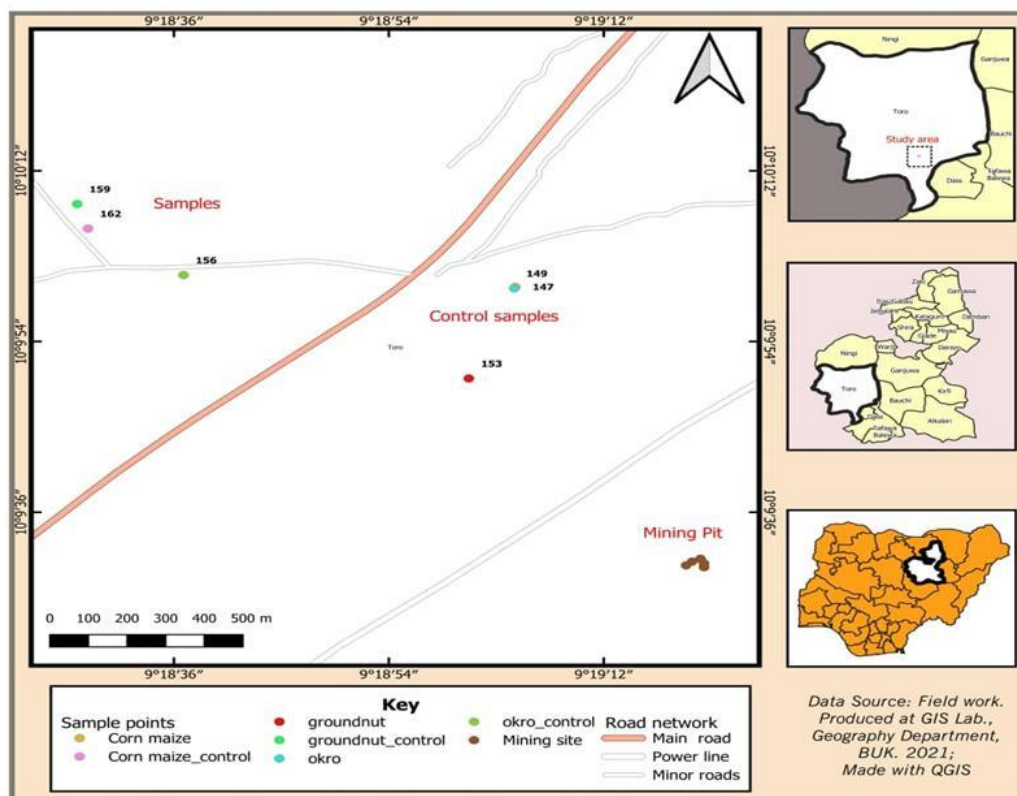 9°18'36" 9°18'54" 9°19'12"
10°10'12" 10°10'12"
159
162
Samples
156
149
147
Control samples
10°9'54" 10°9'54"
Toro
153
10°9'36" 10°9'36"
Mining Pit
0 100 200 300 400 500 m
9°18'36" 9°18'54" 9°19'12"
Ningi
Ganjuwa
Toro
Bauchi
Study area
Dass
Tafawa
Balewa
Zaki
Gamawa
Itas/Gadau
Jama'are
Katagum
Damban
Shira
Misau
Giade
Warji
Darazo
Ningi
Ganjuwa
Toro
Kirfi
Bauchi
Alkaleri
Dass
Tafawa
Balewa
Key
Sample points
Corn maize
Corn maize_control
groundnut
groundnut_control
okro
okro_control
Mining site
Road network
Main road
Power line
Minor roads
Data Source: Field work.
Produced at GIS Lab.,
Geography Department,
BUK. 2021;
Made with QGIS